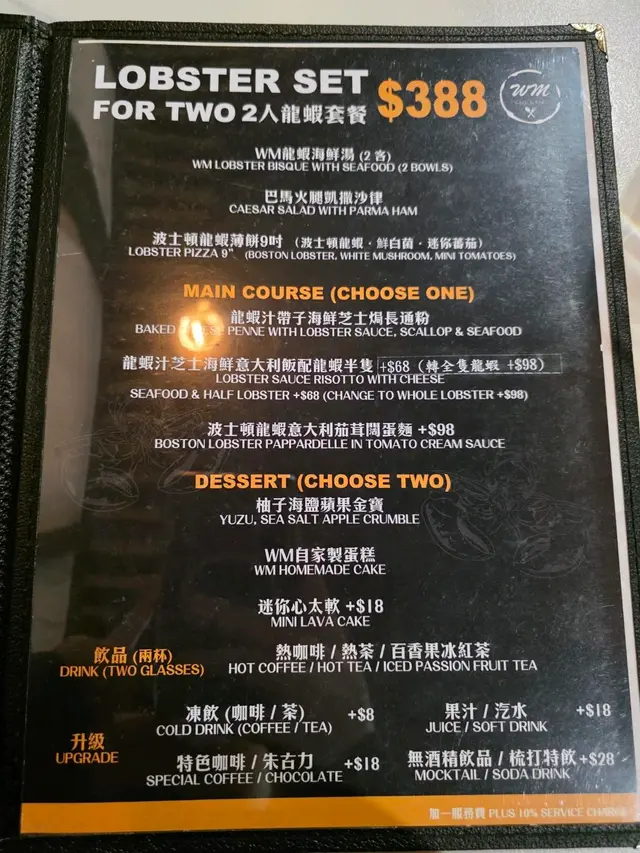 LOBSTER SET
FOR TWO 2人龍蝦套餐 $388
WM
WM龍蝦海鮮湯 (2 客)
WM LOBSTER BISQUE WITH SEAFOOD (2 BOWLS)
巴馬火腿凱撒沙律
CAESAR SALAD WITH PARMA HAM
波士頓龍蝦薄餅9吋 (波士頓龍蝦·鮮白菌·迷你蕃茄)
LOBSTER PIZZA 9" (BOSTON LOBSTER, WHITE MUSHROOM, MINI TOMATOES)
MAIN COURSE (CHOOSE ONE)
龍蝦汁帶子海鮮芝士焗長通粉
BAKED PENNE WITH LOBSTER SAUCE, SCALLOP & SEAFOOD
龍蝦汁芝士海鮮意大利飯配龍蝦半隻 +$68 (轉全隻龍蝦 +$98)
LOBSTER SAUCE RISOTTO WITH CHEESE
SEAFOOD & HALF LOBSTER +$68 (CHANGE TO WHOLE LOBSTER +$98)
波士頓龍蝦意大利茄茸闊蛋麵 +$98
BOSTON LOBSTER PAPPARDELLE IN TOMATO CREAM SAUCE
DESSERT (CHOOSE TWO)
柚子海鹽蘋果金寶
YUZU, SEA SALT APPLE CRUMBLE
WM自家製蛋糕
WM HOMEMADE CAKE
迷你心太軟 +$18
MINI LAVA CAKE
飲品 (兩杯) 熱咖啡 / 熱茶 / 百香果冰紅茶
DRINK (TWO GLASSES) HOT COFFEE / HOT TEA / ICED PASSION FRUIT TEA
升級
UPGRADE
凍飲 (咖啡 / 茶) +$8
COLD DRINK (COFFEE / TEA)
果汁 / 汽水 +$18
JUICE / SOFT DRINK
特色咖啡 / 朱古力 +$18
SPECIAL COFFEE / CHOCOLATE
無酒精飲品 / 梳打特飲 +$28
MOCKTAIL / SODA DRINK
加一服務費 PLUS 10% SERVICE CHARGE